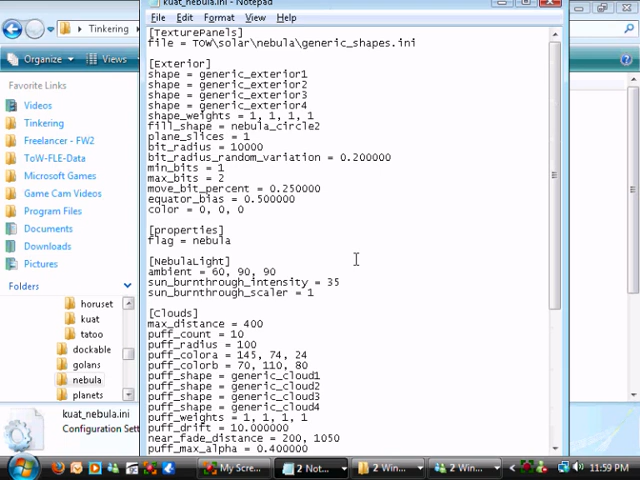 kuat_nebula.ini - Notepad
File Edit Format View Help
Tinkering
Organize Views
Favorite Links
Videos
Tinkering
Freelancer - FW2
ToW-FLE-Data
Microsoft Games
Game Cam Videos
Program Files
Documents
Downloads
Pictures
Folders
horuset
kuat
tatoo
dockable
golans
nebula
planets
kuat_nebula.ini
Configuration Sett
[TexturePanels]
file = TOW\solar\nebula\generic_shapes.ini
[Exterior]
shape = generic_exterior1
shape = generic_exterior2
shape = generic_exterior3
shape = generic_exterior4
shape_weights = 1, 1, 1, 1
fill_shape = nebula_circle2
plane_slices = 1
bit_radius = 10000
bit_radius_random_variation = 0.200000
min_bits = 1
max_bits = 2
move_bit_percent = 0.250000
equator_bias = 0.500000
color = 0, 0, 0
[properties]
flag = nebula
[NebulaLight]
ambient = 60, 90, 90
sun_burnthrough_intensity = 35
sun_burnthrough_scaler = 1
[Clouds]
max_distance = 400
puff_count = 10
puff_radius = 100
puff_colora = 145, 74, 24
puff_colorb = 70, 110, 80
puff_shape = generic_cloud1
puff_shape = generic_cloud2
puff_shape = generic_cloud3
puff_shape = generic_cloud4
puff_weights = 1, 1, 1, 1
puff_drift = 10.000000
near_fade_distance = 200, 1050
puff_max_alpha = 0.400000
My Scre... 2 Not... 2 Win... 2 Win... 11:59 PM